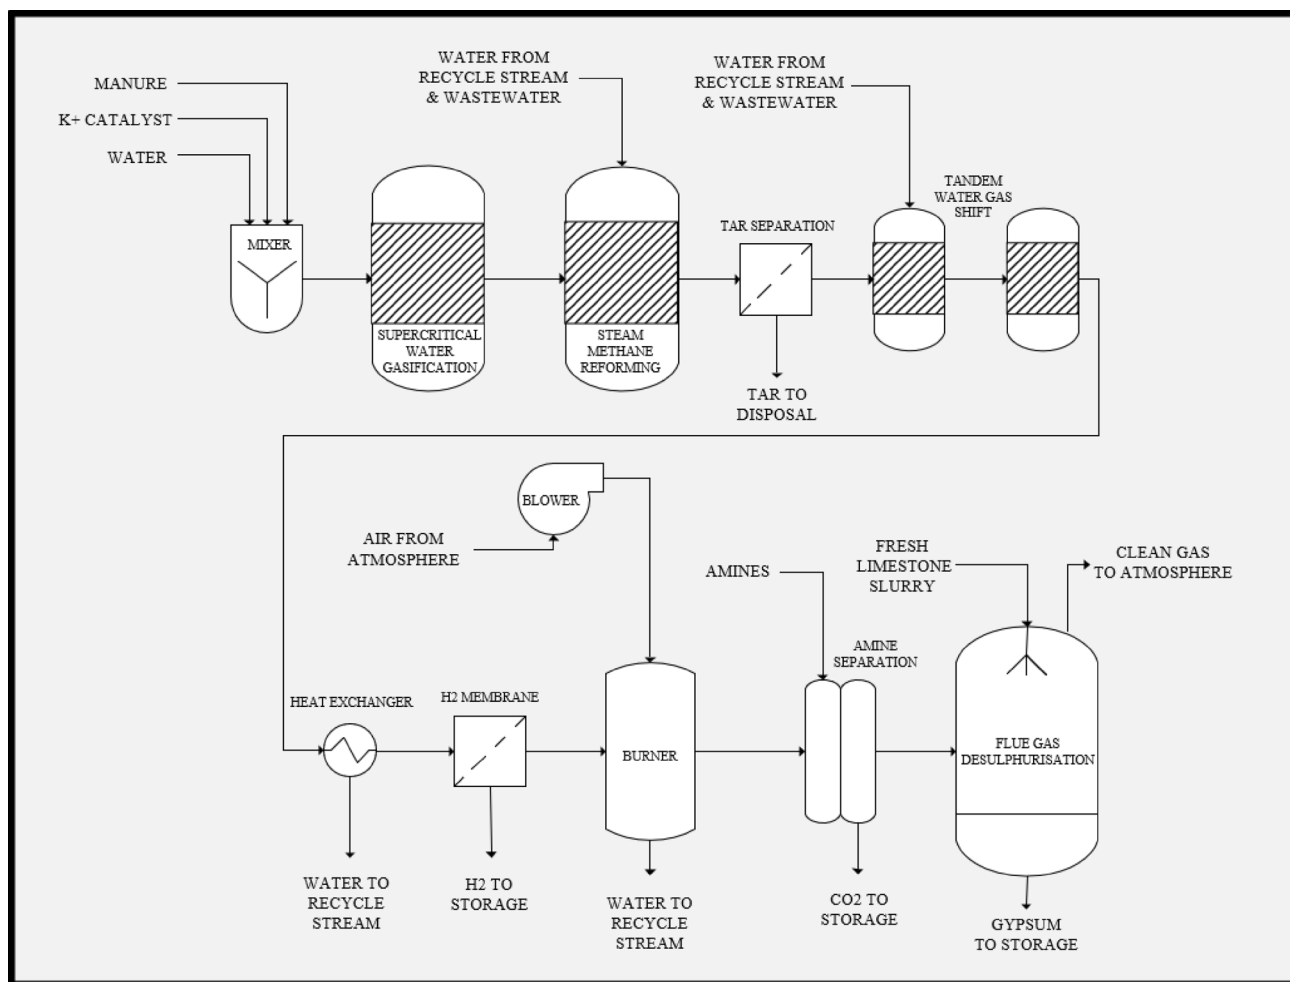 MANURE
K+ CATALYST
WATER
MIXER
SUPERCRITICAL
WATER
GASIFICATION
WATER FROM
RECYCLE STREAM
& WASTEWATER
STEAM
METHANE
REFORMING
TAR SEPARATION
TAR TO
DISPOSAL
WATER FROM
RECYCLE STREAM
& WASTEWATER
TANDEM
WATER GAS
SHIFT
HEAT EXCHANGER
WATER TO
RECYCLE
STREAM
H2 MEMBRANE
H2 TO
STORAGE
AIR FROM
ATMOSPHERE
BLOWER
BURNER
WATER TO
RECYCLE
STREAM
AMINES
AMINE
SEPARATION
CO2 TO
STORAGE
FRESH
LIMESTONE
SLURRY
FLUE GAS
DESULPHURISATION
CLEAN GAS
TO ATMOSPHERE
GYPSUM
TO STORAGE